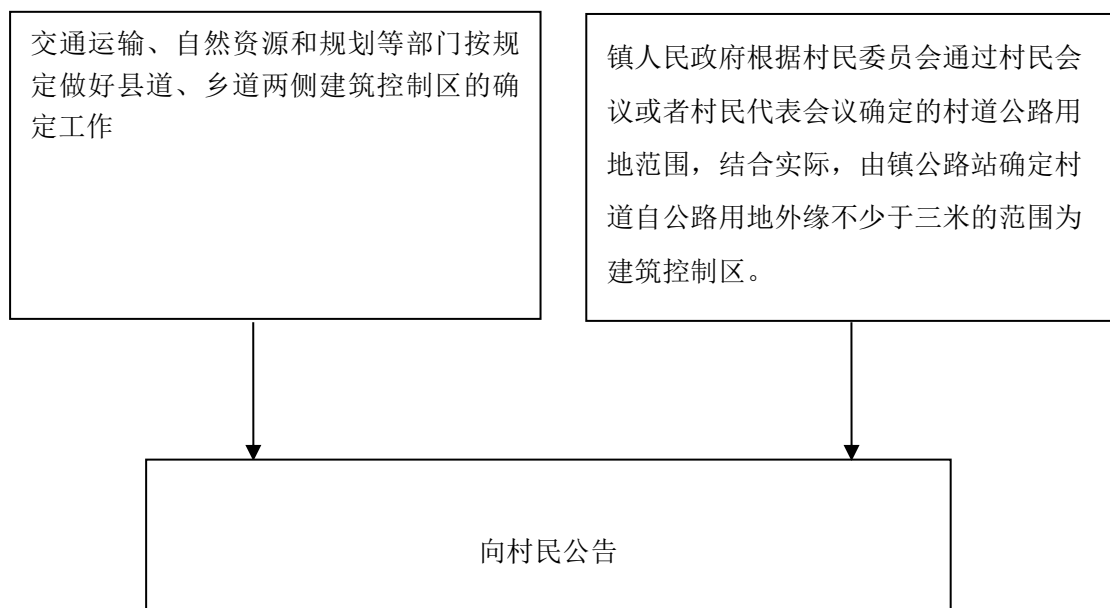 交通运输、自然资源和规划等部门按规
定做好县道、乡道两侧建筑控制区的确
定工作
镇人民政府根据村民委员会通过村民会
议或者村民代表会议确定的村道公路用
地范围，结合实际，由镇公路站确定村
道自公路用地外缘不少于三米的范围为
建筑控制区。
向村民公告